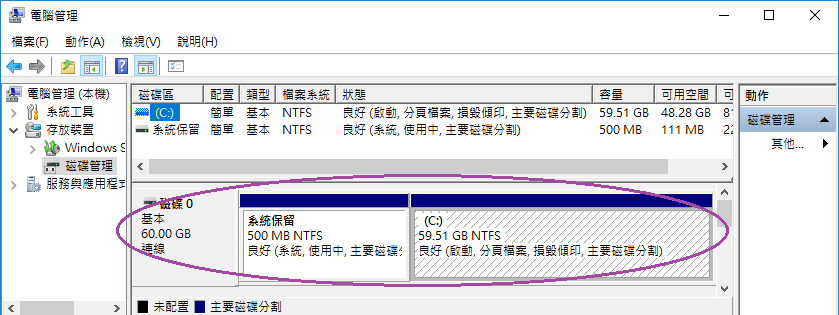 電腦管理
檔案(F) 動作(A) 檢視(V) 說明(H)
電腦管理 (本機)
系統工具
存放裝置
Windows S
磁碟管理
服務與應用程式
磁碟區 配置 類型 檔案系統 狀態 容量 可用空間 可
(C:) 簡單 基本 NTFS 良好 (啟動, 分頁檔案, 損毀傾印, 主要磁碟分割) 59.51 GB 48.28 GB 81
系統保留 簡單 基本 NTFS 良好 (系統, 使用中, 主要磁碟分割) 500 MB 111 MB 22
磁碟 0
基本
60.00 GB
連線
系統保留
500 MB NTFS
良好 (系統, 使用中, 主要磁碟分
(C:)
59.51 GB NTFS
良好 (啟動, 分頁檔案, 損毀傾印, 主要磁碟分割)
未配置 主要磁碟分割
動作
磁碟管理
其他...